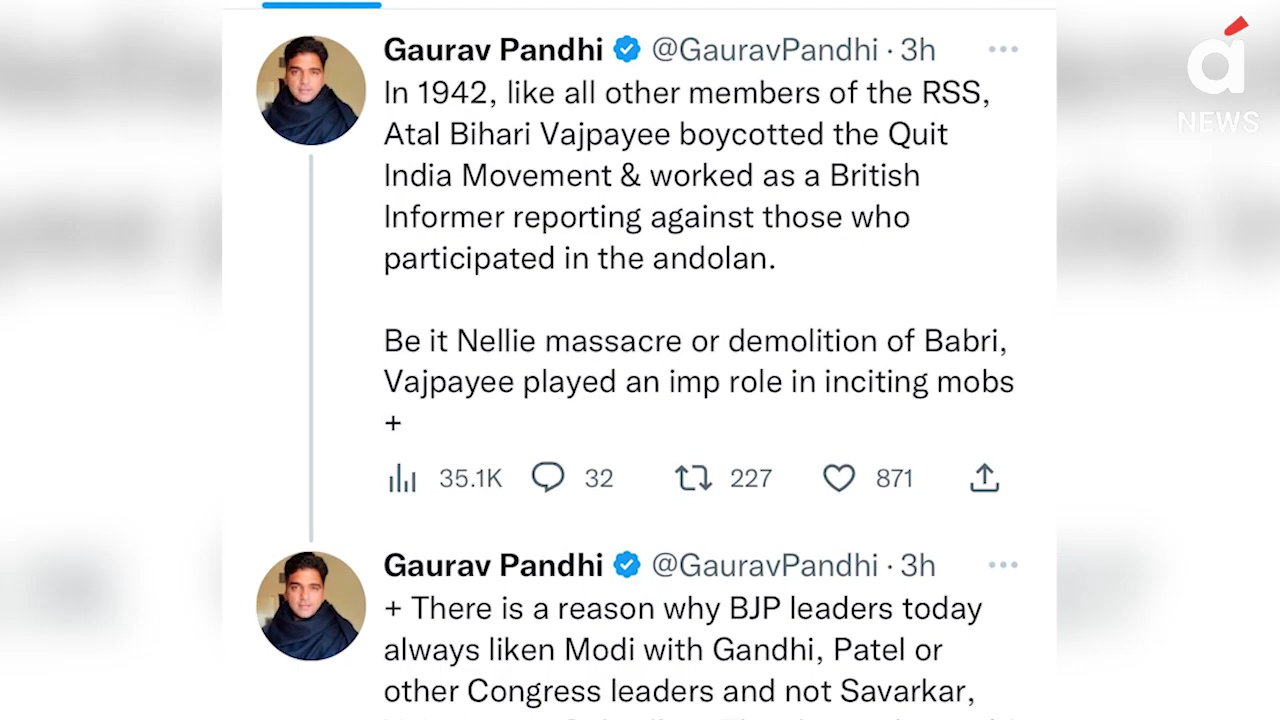 Gaurav Pandhi @GauravPandhi · 3h
In 1942, like all other members of the RSS,
Atal Bihari Vajpayee boycotted the Quit
India Movement & worked as a British
Informer reporting against those who
participated in the andolan.
Be it Nellie massacre or demolition of Babri,
Vajpayee played an imp role in inciting mobs
+
35.1K 32 227 871
Gaurav Pandhi @GauravPandhi · 3h
+ There is a reason why BJP leaders today
always liken Modi with Gandhi, Patel or
other Congress leaders and not Savarkar,
a
NEWS